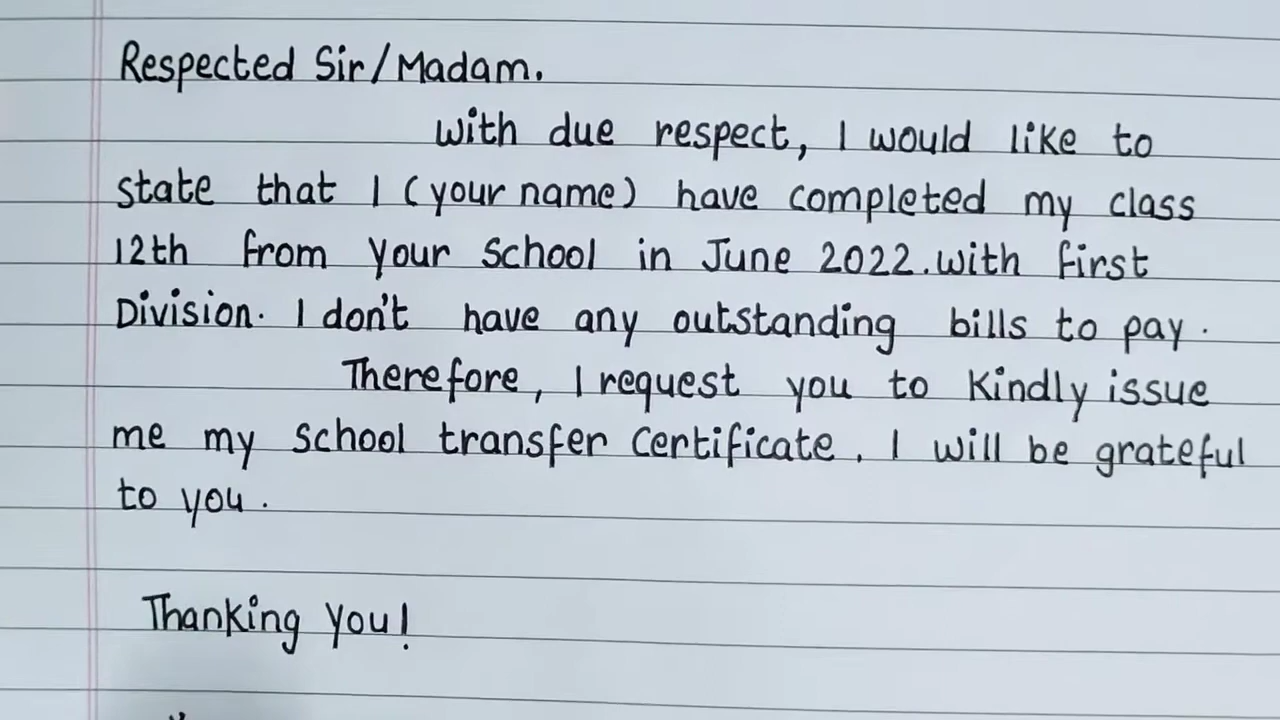 Respected Sir/Madam.
With due respect, I would like to
state that I (your name) have completed my class
12th from your School in June 2022.with first
Division. I don't have any outstanding bills to pay.
Therefore, I request you to Kindly issue
me my school transfer certificate. I will be grateful
to you.
Thanking you!